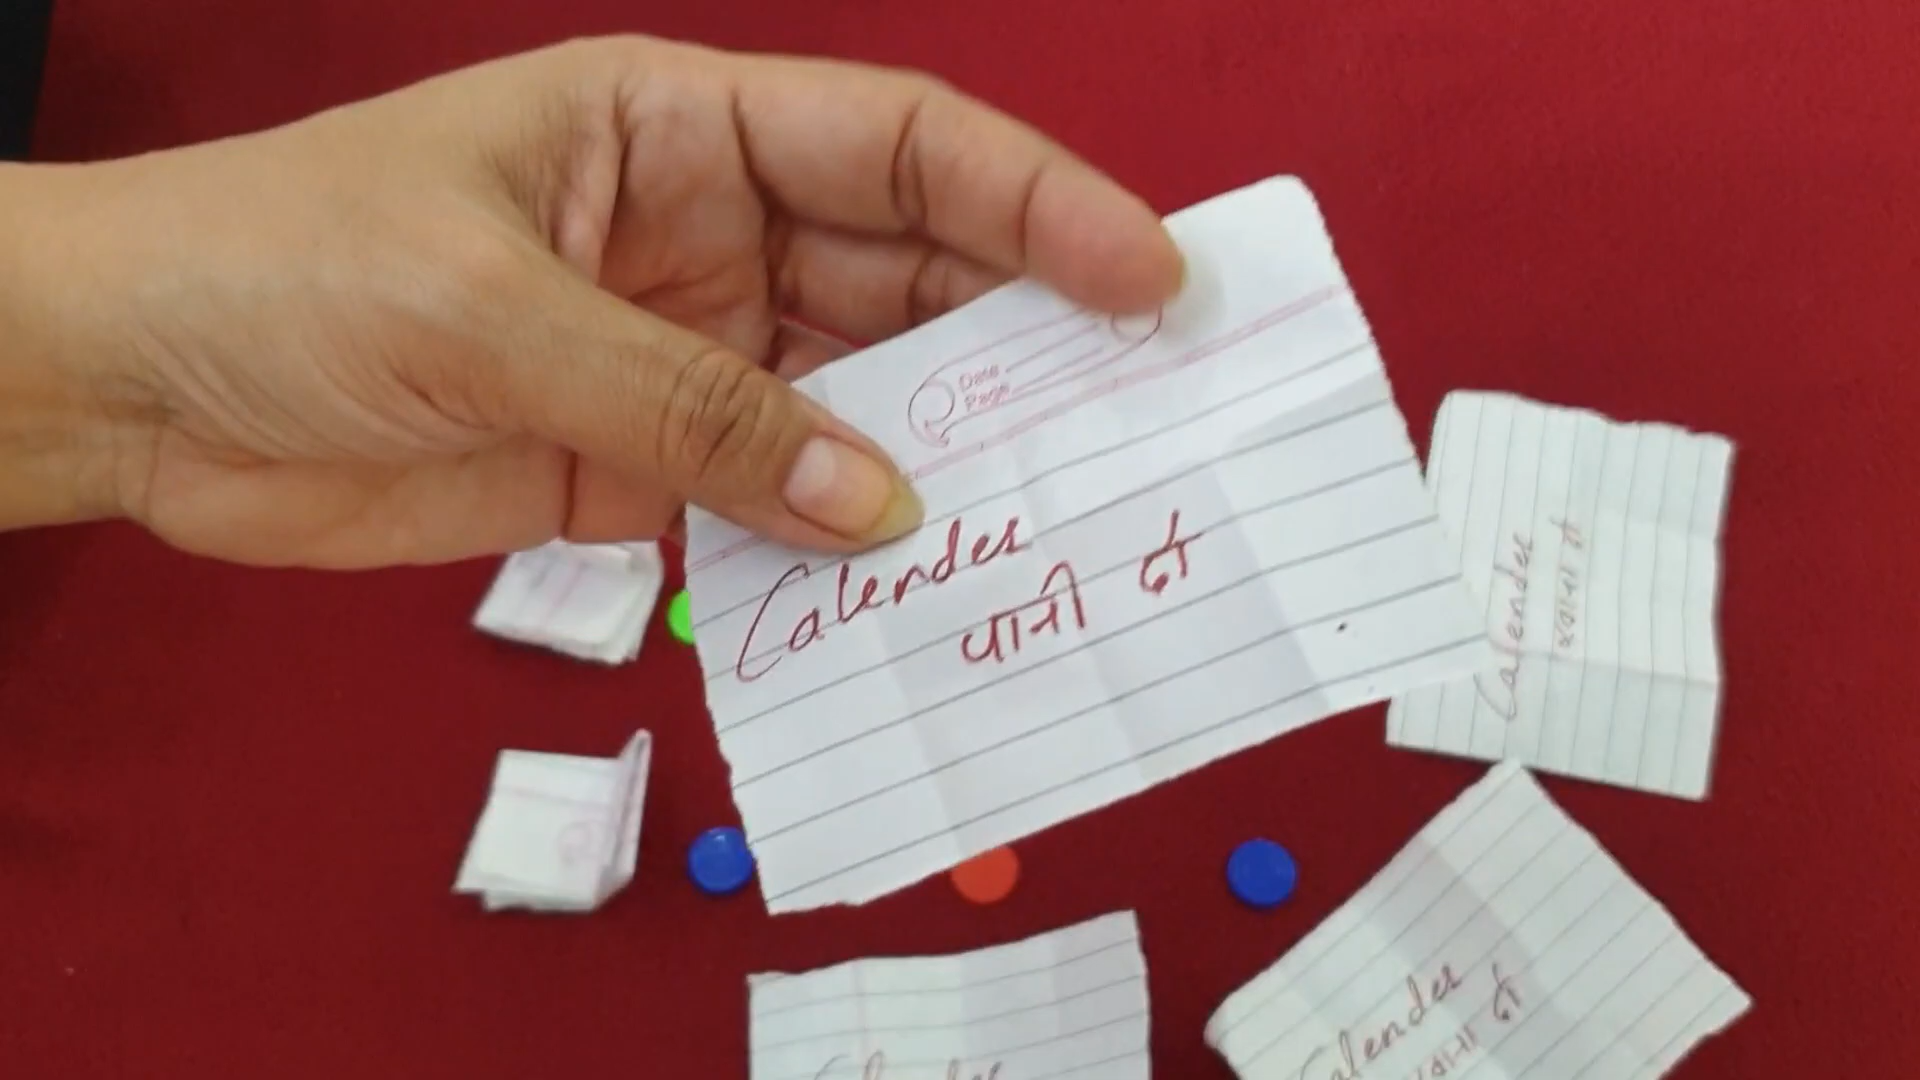 Date
Page
Calender
पानी दो
Calender
खाना दो
Calender
खाना दो